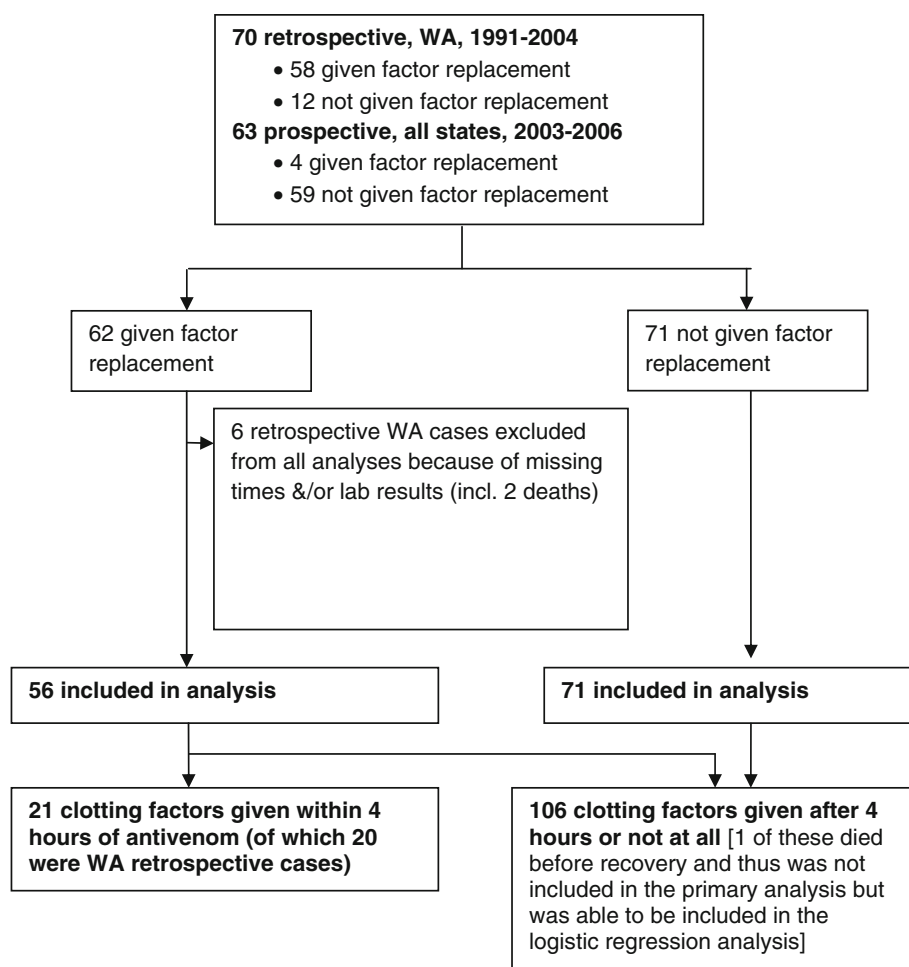 70 retrospective, WA, 1991-2004
• 58 given factor replacement
• 12 not given factor replacement
63 prospective, all states, 2003-2006
• 4 given factor replacement
• 59 not given factor replacement
62 given factor
replacement
71 not given factor
replacement
6 retrospective WA cases excluded
from all analyses because of missing
times &/or lab results (incl. 2 deaths)
56 included in analysis
71 included in analysis
21 clotting factors given within 4
hours of antivenom (of which 20
were WA retrospective cases)
106 clotting factors given after 4
hours or not at all [1 of these died
before recovery and thus was not
included in the primary analysis but
was able to be included in the
logistic regression analysis]